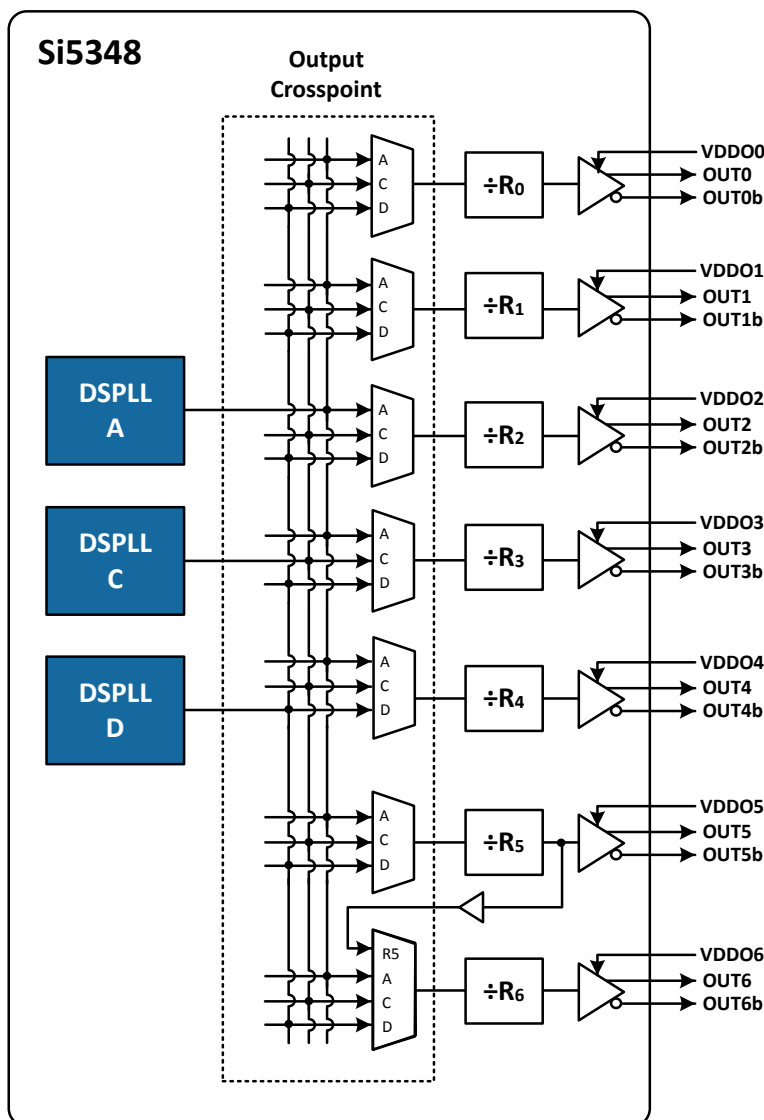 Si5348
Output
Crosspoint
A
C
D
÷R0
VDDO0
OUT0
OUT0b
A
C
D
÷R1
VDDO1
OUT1
OUT1b
DSPLL
A
A
C
D
÷R2
VDDO2
OUT2
OUT2b
DSPLL
C
A
C
D
÷R3
VDDO3
OUT3
OUT3b
DSPLL
D
A
C
D
÷R4
VDDO4
OUT4
OUT4b
A
C
D
÷R5
VDDO5
OUT5
OUT5b
R5
A
C
D
÷R6
VDDO6
OUT6
OUT6b